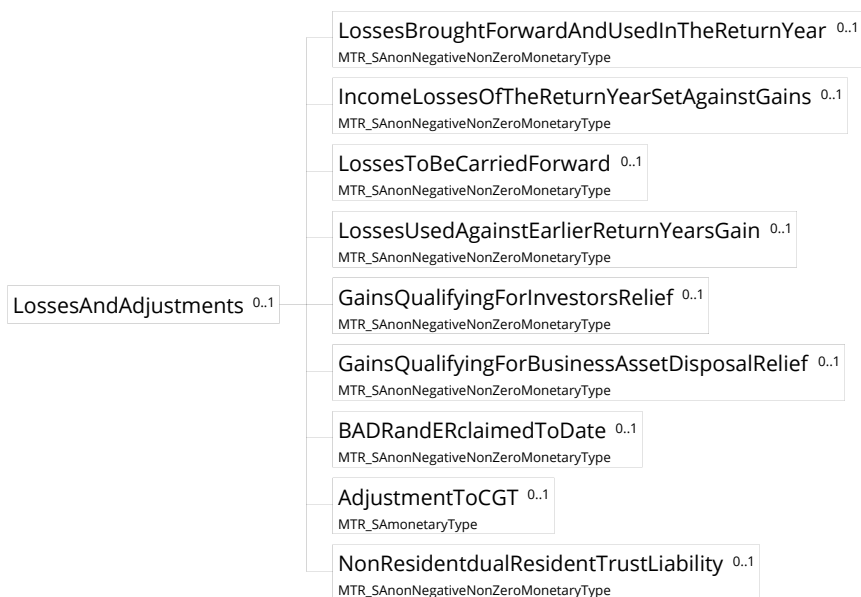 LossesBroughtForwardAndUsedInTheReturnYear 0..1
MTR_SAnonNegativeNonZeroMonetaryType
IncomeLossesOfTheReturnYearSetAgainstGains 0..1
MTR_SAnonNegativeNonZeroMonetaryType
LossesToBeCarriedForward 0..1
MTR_SAnonNegativeNonZeroMonetaryType
LossesUsedAgainstEarlierReturnYearsGain 0..1
MTR_SAnonNegativeNonZeroMonetaryType
LossesAndAdjustments 0..1
GainsQualifyingForInvestorsRelief 0..1
MTR_SAnonNegativeNonZeroMonetaryType
GainsQualifyingForBusinessAssetDisposalRelief 0..1
MTR_SAnonNegativeNonZeroMonetaryType
BADRandERclaimedToDate 0..1
MTR_SAnonNegativeNonZeroMonetaryType
AdjustmentToCGT 0..1
MTR_SAmonetaryType
NonResidentdualResidentTrustLiability 0..1
MTR_SAnonNegativeNonZeroMonetaryType